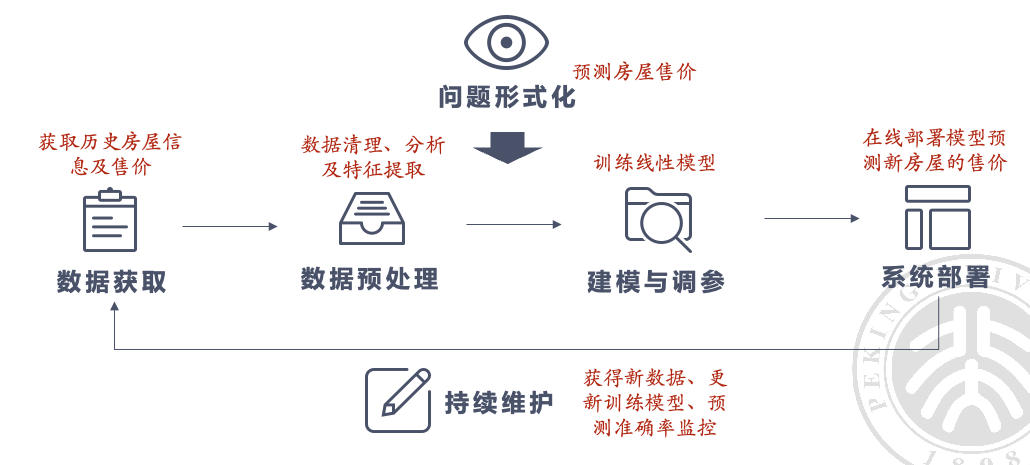 预测房屋售价
问题形式化
获取历史房屋信
息及售价
数据清理、分析
及特征提取
训练线性模型
在线部署模型预
测新房屋的售价
数据获取
数据预处理
建模与调参
系统部署
持续维护
获得新数据、更
新训练模型、预
测准确率监控
PEKING UNIV
1898